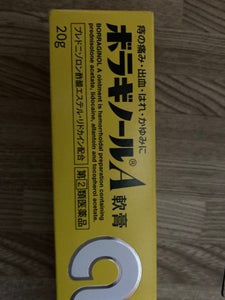 痔の痛み・出血・はれ・かゆみに
ボラギノール®A軟膏
BORRAGINOL A ointment is hemorrhoidal preparation containing
prednisolone acetate, lidocaine, allantoin and tocopherol acetate.
プレドニゾロン酢酸エステル・リドカイン配合
第②類医薬品
20g